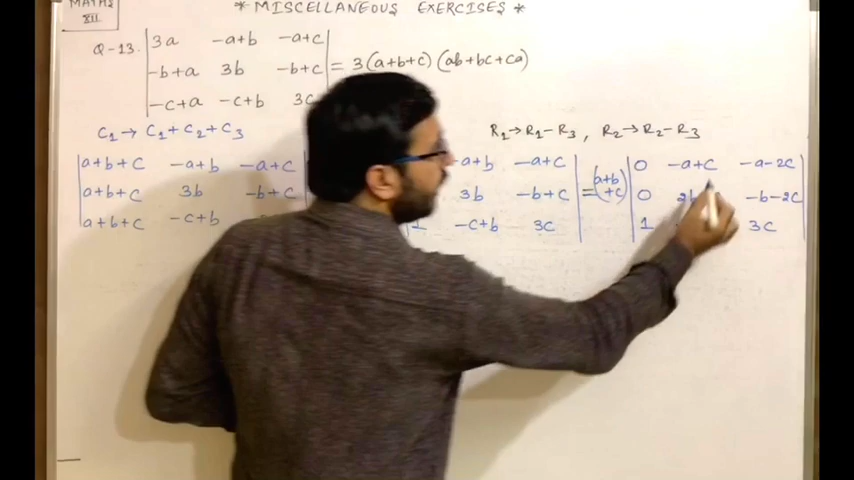 MATHS
XII
* MISCELLANEOUS EXERCISES *
Q-13. | 3a -a+b -a+c |
| -b+a 3b -b+c | = 3(a+b+c)(ab+bc+ca)
| -c+a -c+b 3c
C₁→ C₁+C₂+C₃ R₁→R₁-R₃, R₂→R₂-R₃
| a+b+c -a+b -a+c | -a+b -a+c | | 0 -a+c -a-2c |
| a+b+c 3b -b+c | 3b -b+c | = (a+b+c) | 0 2b -b-2c |
| a+b+c -c+b | 1 -c+b 3c | | 1 3c |